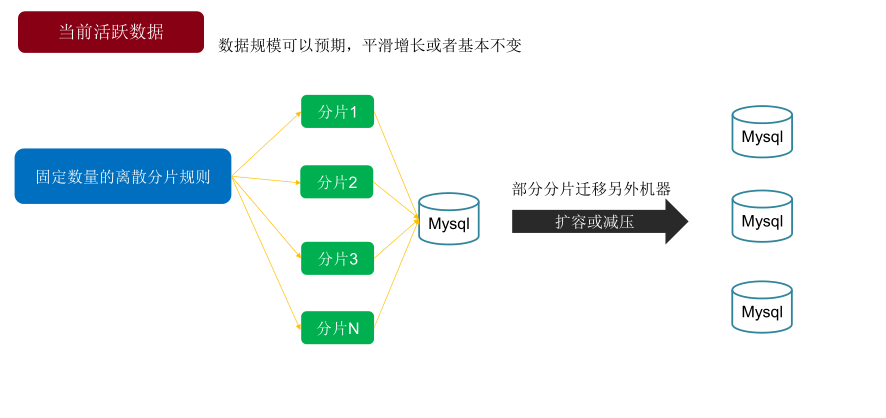 当前活跃数据
数据规模可以预期，平滑增长或者基本不变
固定数量的离散分片规则
分片1
分片2
分片3
分片N
Mysql
部分分片迁移另外机器
扩容或减压
Mysql
Mysql
Mysql